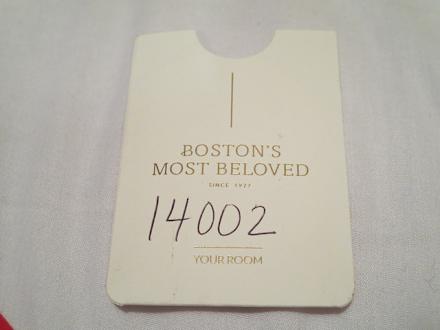 BOSTON'S
MOST BELOVED
SINCE 1927
14002
YOUR ROOM